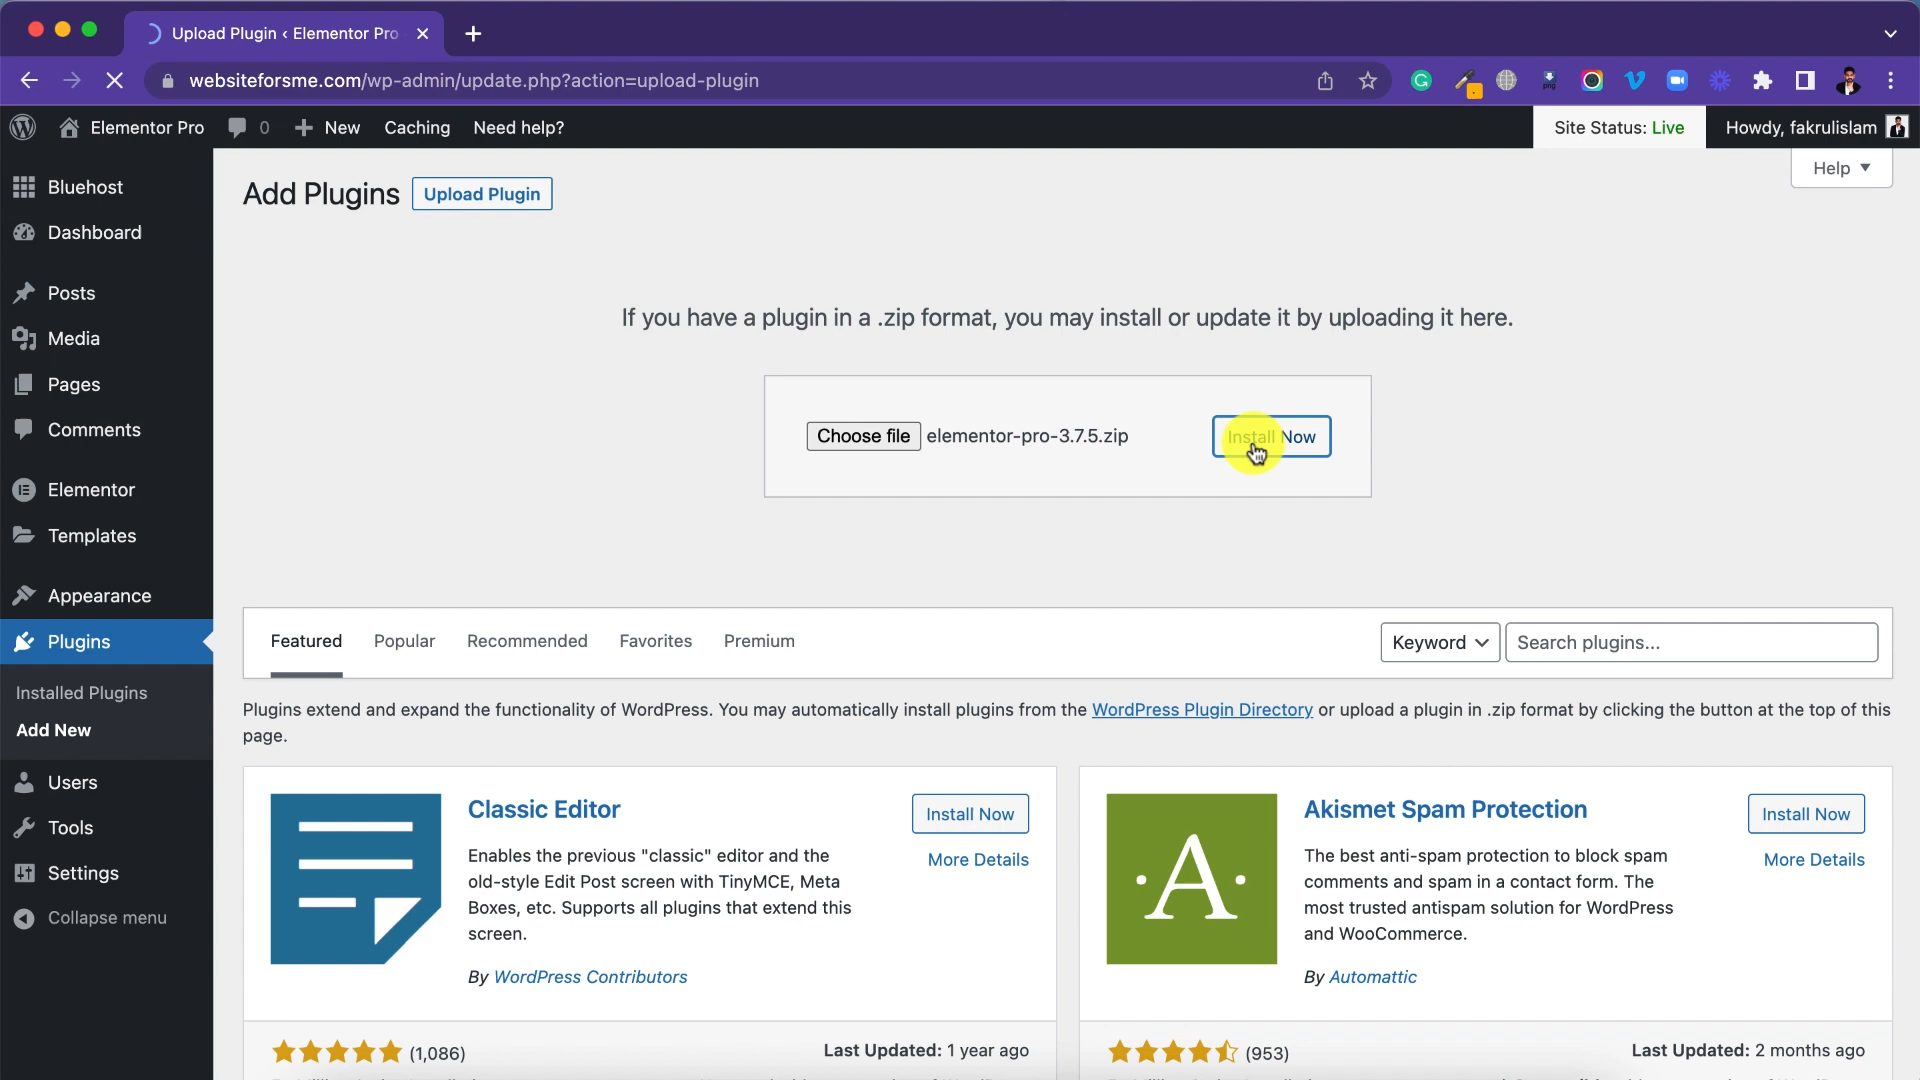 Upload Plugin ‹ Elementor Pro
websiteforsme.com/wp-admin/update.php?action=upload-plugin
Elementor Pro 0 New Caching Need help? Site Status: Live Howdy, fakrulislam
Help
Bluehost
Dashboard
Posts
Media
Pages
Comments
Elementor
Templates
Appearance
Plugins
Installed Plugins
Add New
Users
Tools
Settings
Collapse menu
Add Plugins Upload Plugin
If you have a plugin in a .zip format, you may install or update it by uploading it here.
Choose file elementor-pro-3.7.5.zip Install Now
Featured Popular Recommended Favorites Premium Keyword Search plugins...
Plugins extend and expand the functionality of WordPress. You may automatically install plugins from the WordPress Plugin Directory or upload a plugin in .zip format by clicking the button at the top of this
page.
Classic Editor
Install Now
More Details
Enables the previous "classic" editor and the
old-style Edit Post screen with TinyMCE, Meta
Boxes, etc. Supports all plugins that extend this
screen.
By WordPress Contributors
(1,086) Last Updated: 1 year ago
Akismet Spam Protection
Install Now
More Details
The best anti-spam protection to block spam
comments and spam in a contact form. The
most trusted antispam solution for WordPress
and WooCommerce.
By Automattic
(953) Last Updated: 2 months ago